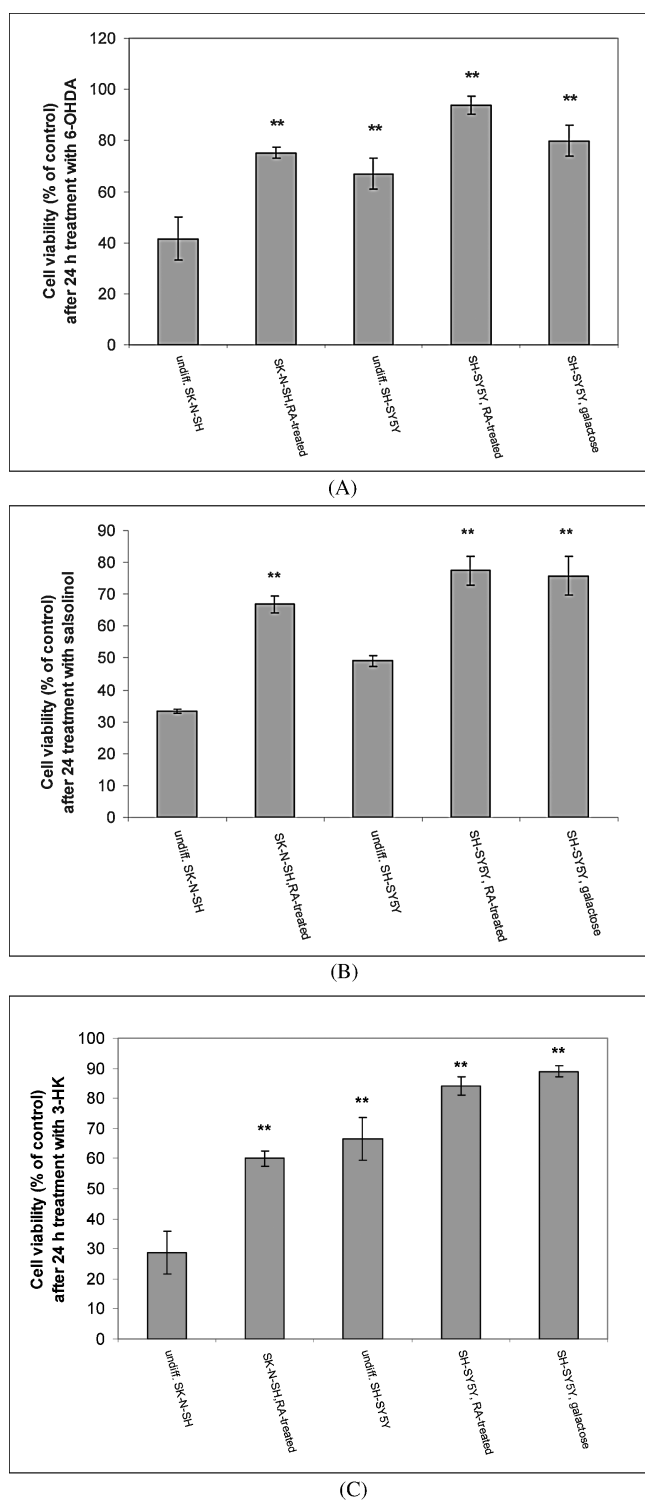 Cell viability (% of control)
after 24 h treatment with 6-OHDA
120
100
80
60
40
20
0
**
**
**
**
undiff. SK-N-SH
SK-N-SH,RA-treated
undiff. SH-SY5Y
SH-SY5Y, RA-treated
SH-SY5Y, galactose
(A)
Cell viability (% of control)
after 24 treatment with salsolinol
90
80
70
60
50
40
30
20
10
0
**
**
**
undiff. SK-N-SH
SK-N-SH,RA-treated
undiff. SH-SY5Y
SH-SY5Y, RA-treated
SH-SY5Y, galactose
(B)
Cell viability (% of control)
after 24 h treatment with 3-HK
100
90
80
70
60
50
40
30
20
10
0
**
**
**
**
undiff. SK-N-SH
SK-N-SH,RA-treated
undiff. SH-SY5Y
SH-SY5Y, RA-treated
SH-SY5Y, galactose
(C)